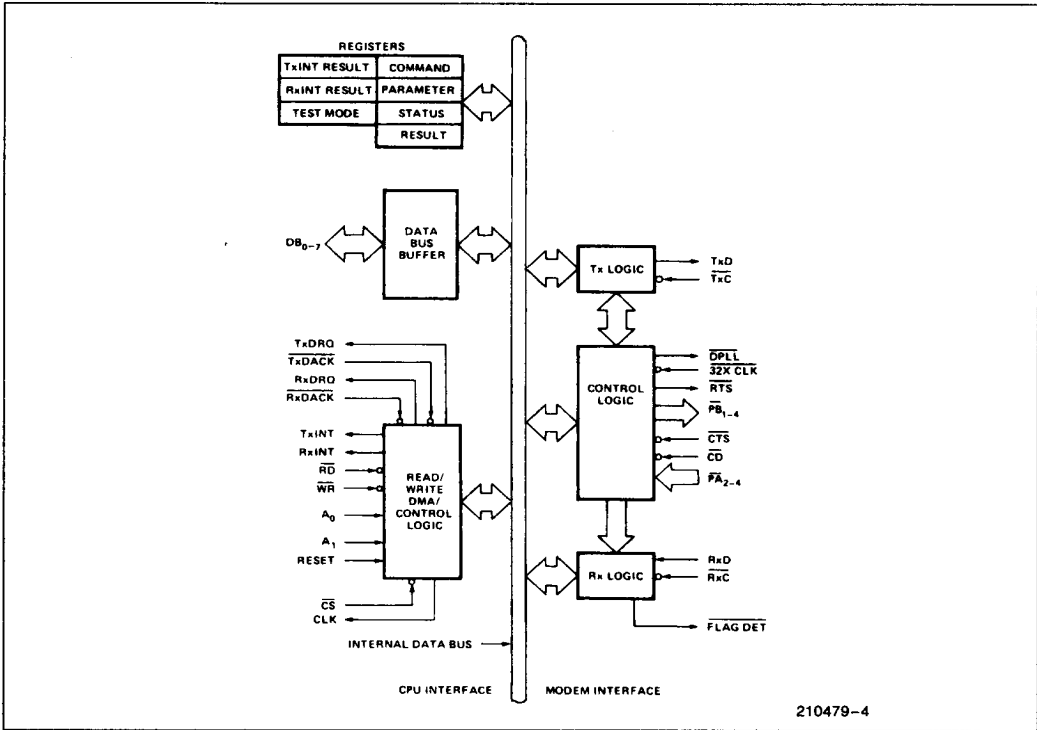 REGISTERS
TxINT RESULT COMMAND
RxINT RESULT PARAMETER
TEST MODE STATUS
RESULT
DB0-7
DATA
BUS
BUFFER
TxDRQ
TxDACK
RxDRQ
RxDACK
TxINT
RxINT
RD
WR
A0
A1
RESET
CS
CLK
READ/
WRITE
DMA/
CONTROL
LOGIC
INTERNAL DATA BUS
CPU INTERFACE
MODEM INTERFACE
Tx LOGIC
TxD
TxC
CONTROL
LOGIC
DPLL
32X CLK
RTS
PB1-4
CTS
CD
PA2-4
Rx LOGIC
RxD
RxC
FLAG DET
210479-4